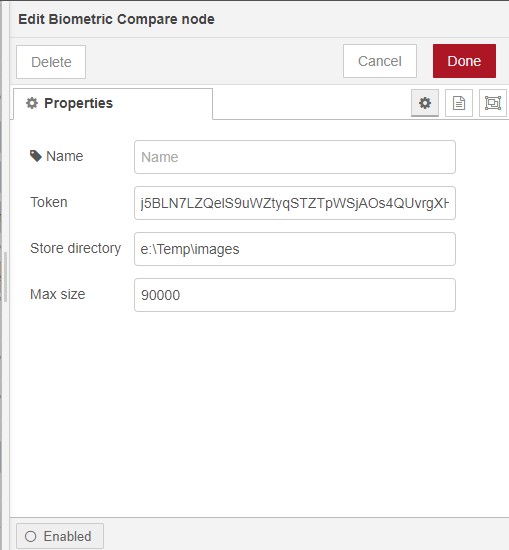 Edit Biometric Compare node
Delete
Cancel
Done
Properties
Name
Name
Token
j5BLN7LZQelS9uWZtyqSTZTpWSjAOs4QUvrgXH
Store directory
e:\Temp\images
Max size
90000
Enabled